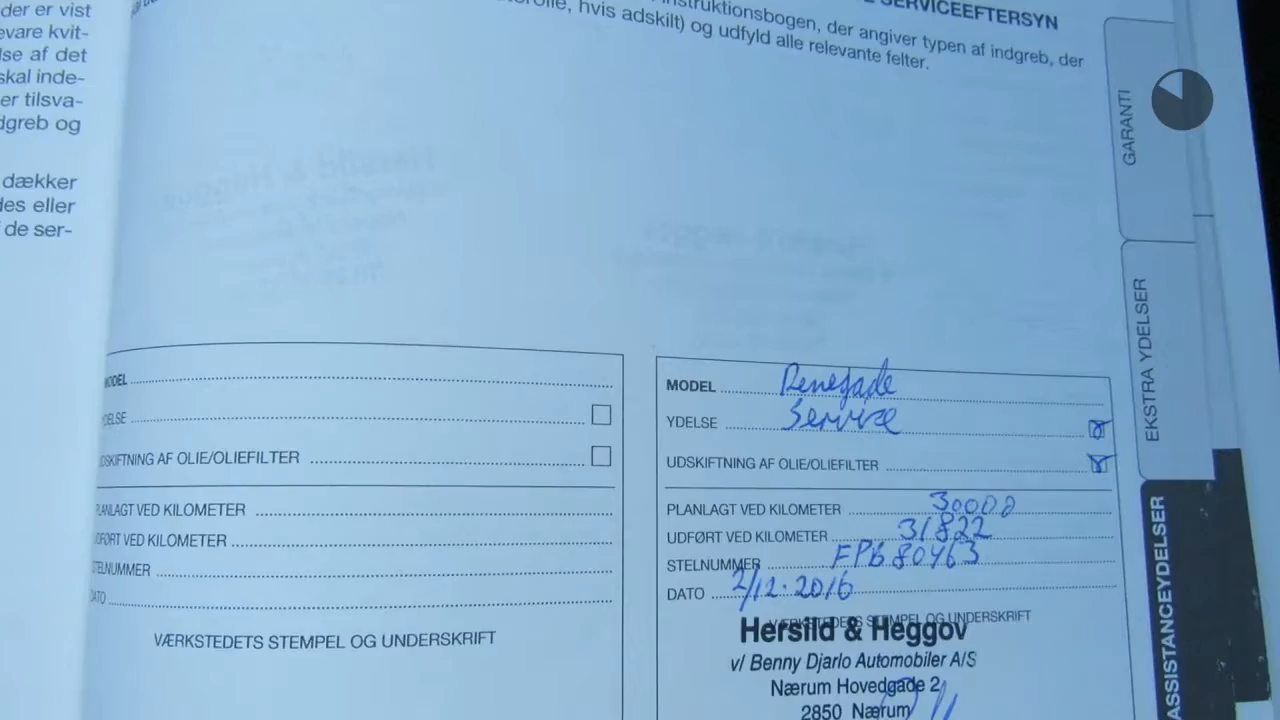 der er vist
evare kvit-
lse af det
skal inde-
er tilsva-
dgreb og
dækker
des eller
de ser-
SERVICEEFTERSYN
instruktionsbogen, der angiver typen af indgreb, der
hvis adskilt) og udfyld alle relevante felter.
MODEL
YDELSE
UDSKIFTNING AF OLIE/OLIEFILTER
PLANLAGT VED KILOMETER
UDFØRT VED KILOMETER
STELNUMMER
DATO
VÆRKSTEDETS STEMPEL OG UNDERSKRIFT
MODEL Renegade
YDELSE Service
UDSKIFTNING AF OLIE/OLIEFILTER
PLANLAGT VED KILOMETER 30000
UDFØRT VED KILOMETER 31822
STELNUMMER FPB80463
DATO 2/12-2016
VÆRKSTEDETS STEMPEL OG UNDERSKRIFT
Hersild & Heggov
v/ Benny Djarlo Automobiler A/S
Nærum Hovedgade 2
2850 Nærum
GARANTI
EKSTRA YDELSER
ASSISTANCEYDELSER